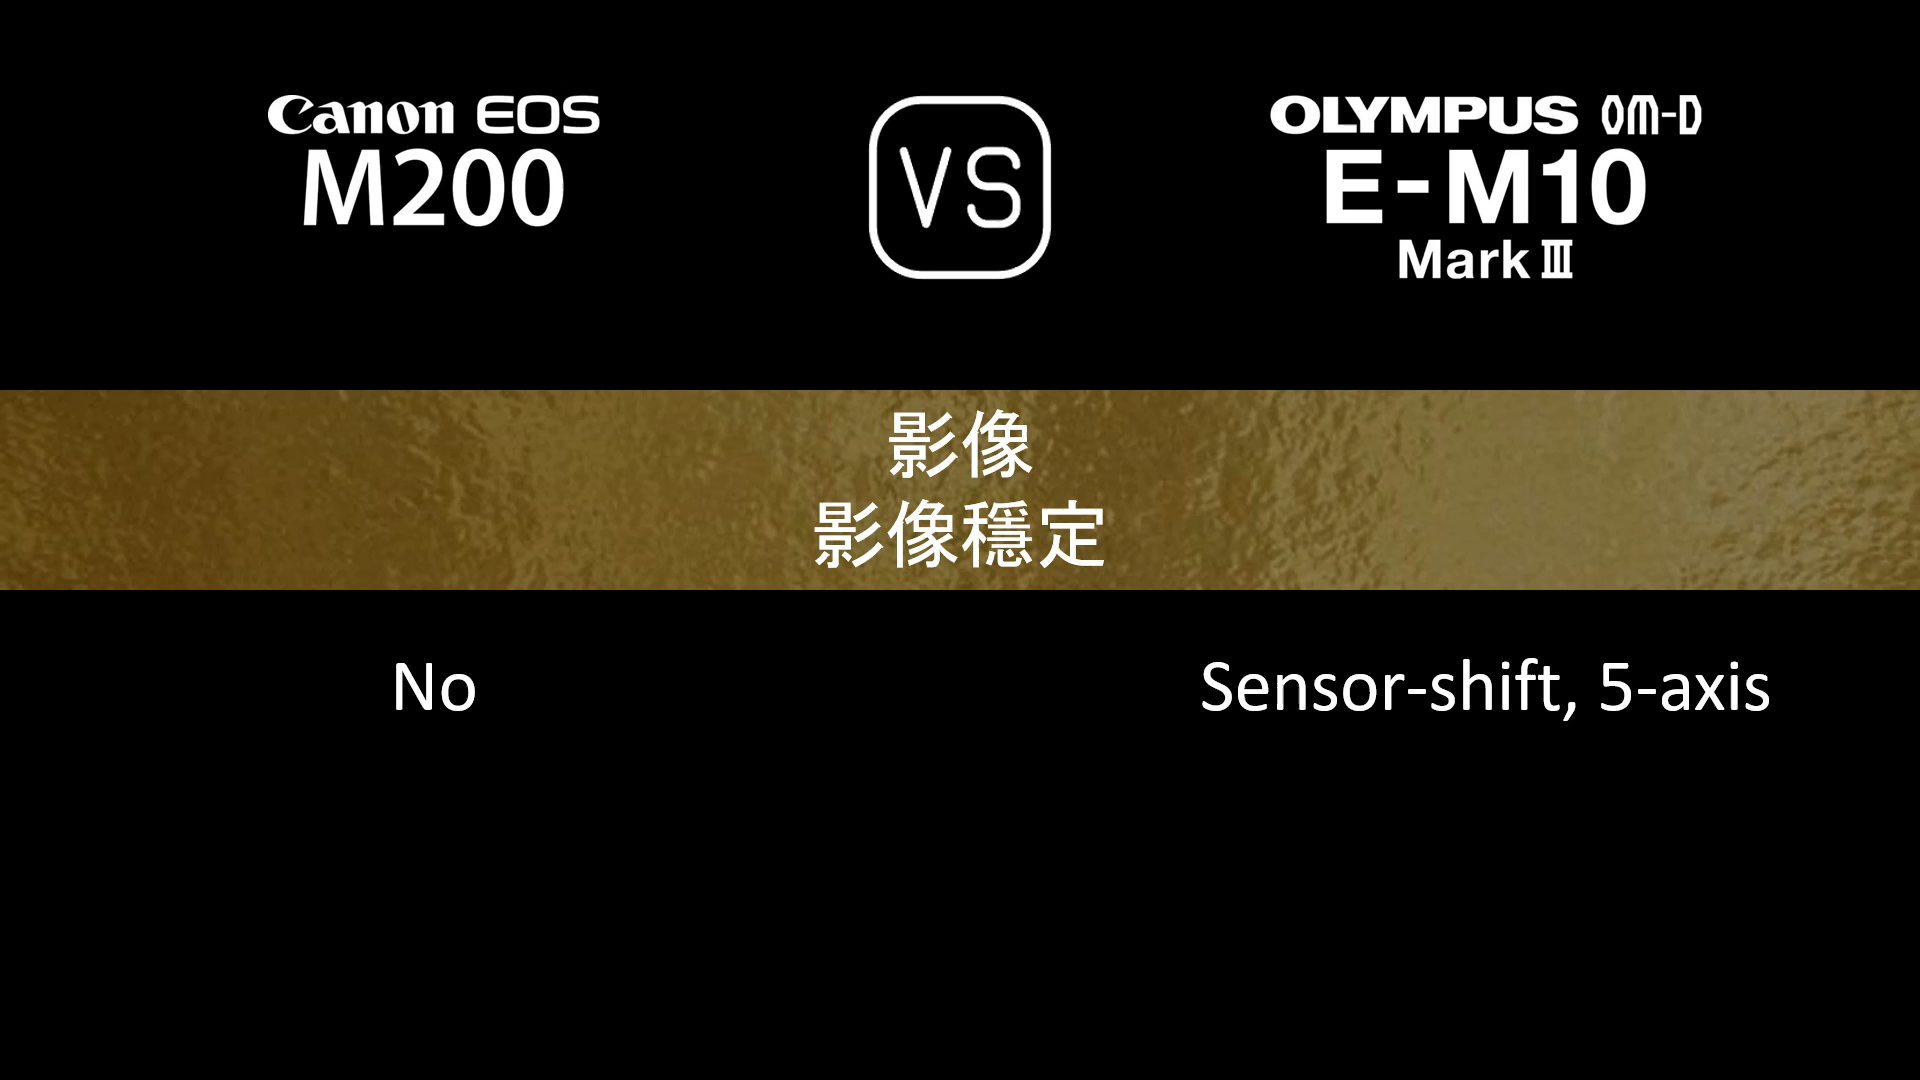 Canon EOS
M200
VS
OLYMPUS OM-D
E-M10
Mark III
影像
影像穩定
No
Sensor-shift, 5-axis